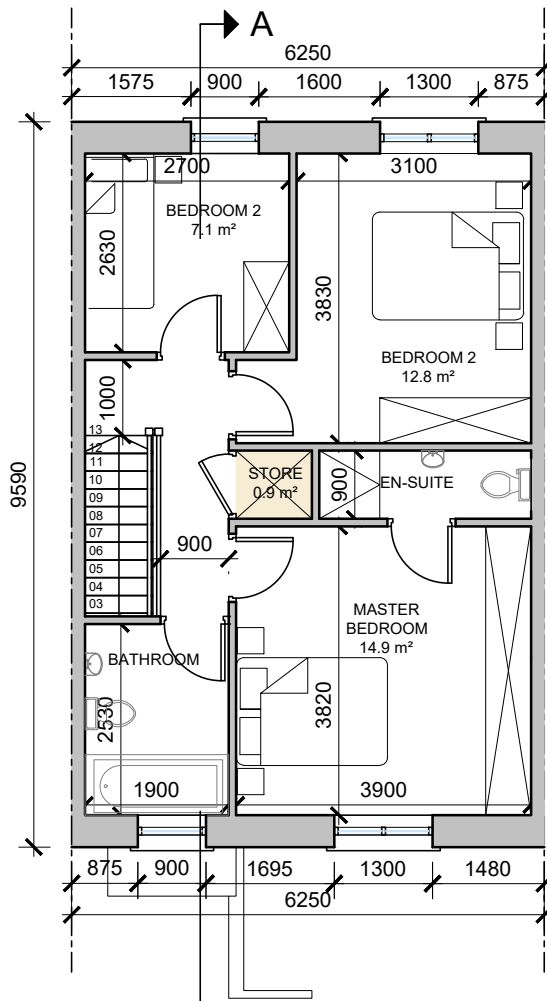 A
6250
1575 900 1600 1300 875
2700
3100
BEDROOM 2
7.1 m²
2630
3830
9590
BEDROOM 2
12.8 m²
1000
13
12
11
10
09
08
07
06
05
04
03
STORE
0.9 m²
900
EN-SUITE
900
MASTER
BEDROOM
14.9 m²
BATHROOM
2530
3820
1900
3900
875 900 1695 1300 1480
6250